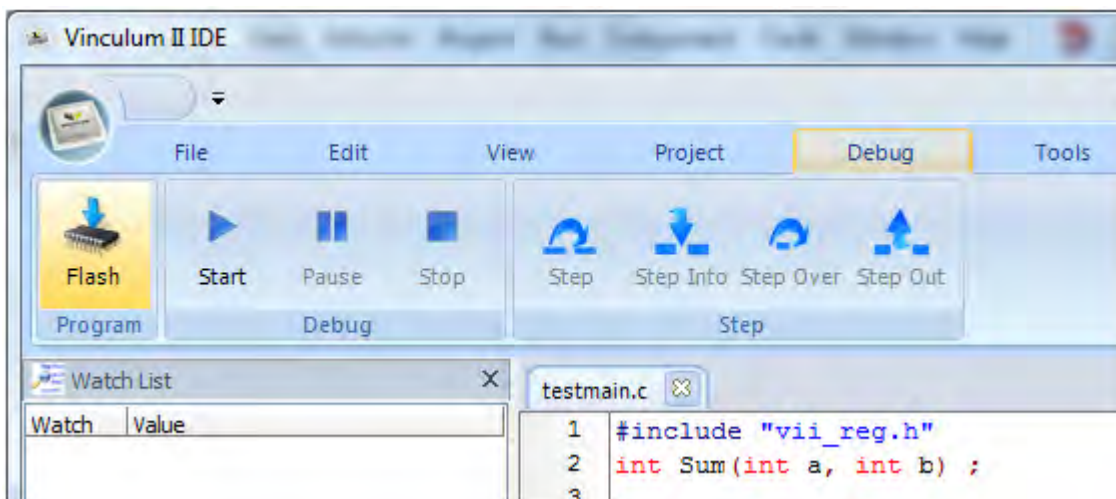 Vinculum II IDE
File Edit View Project Debug Tools
Flash Start Pause Stop Step Step Into Step Over Step Out
Program Debug Step
Watch List
testmain.c
Watch Value
1 #include "vii_reg.h"
2 int Sum(int a, int b) ;
3